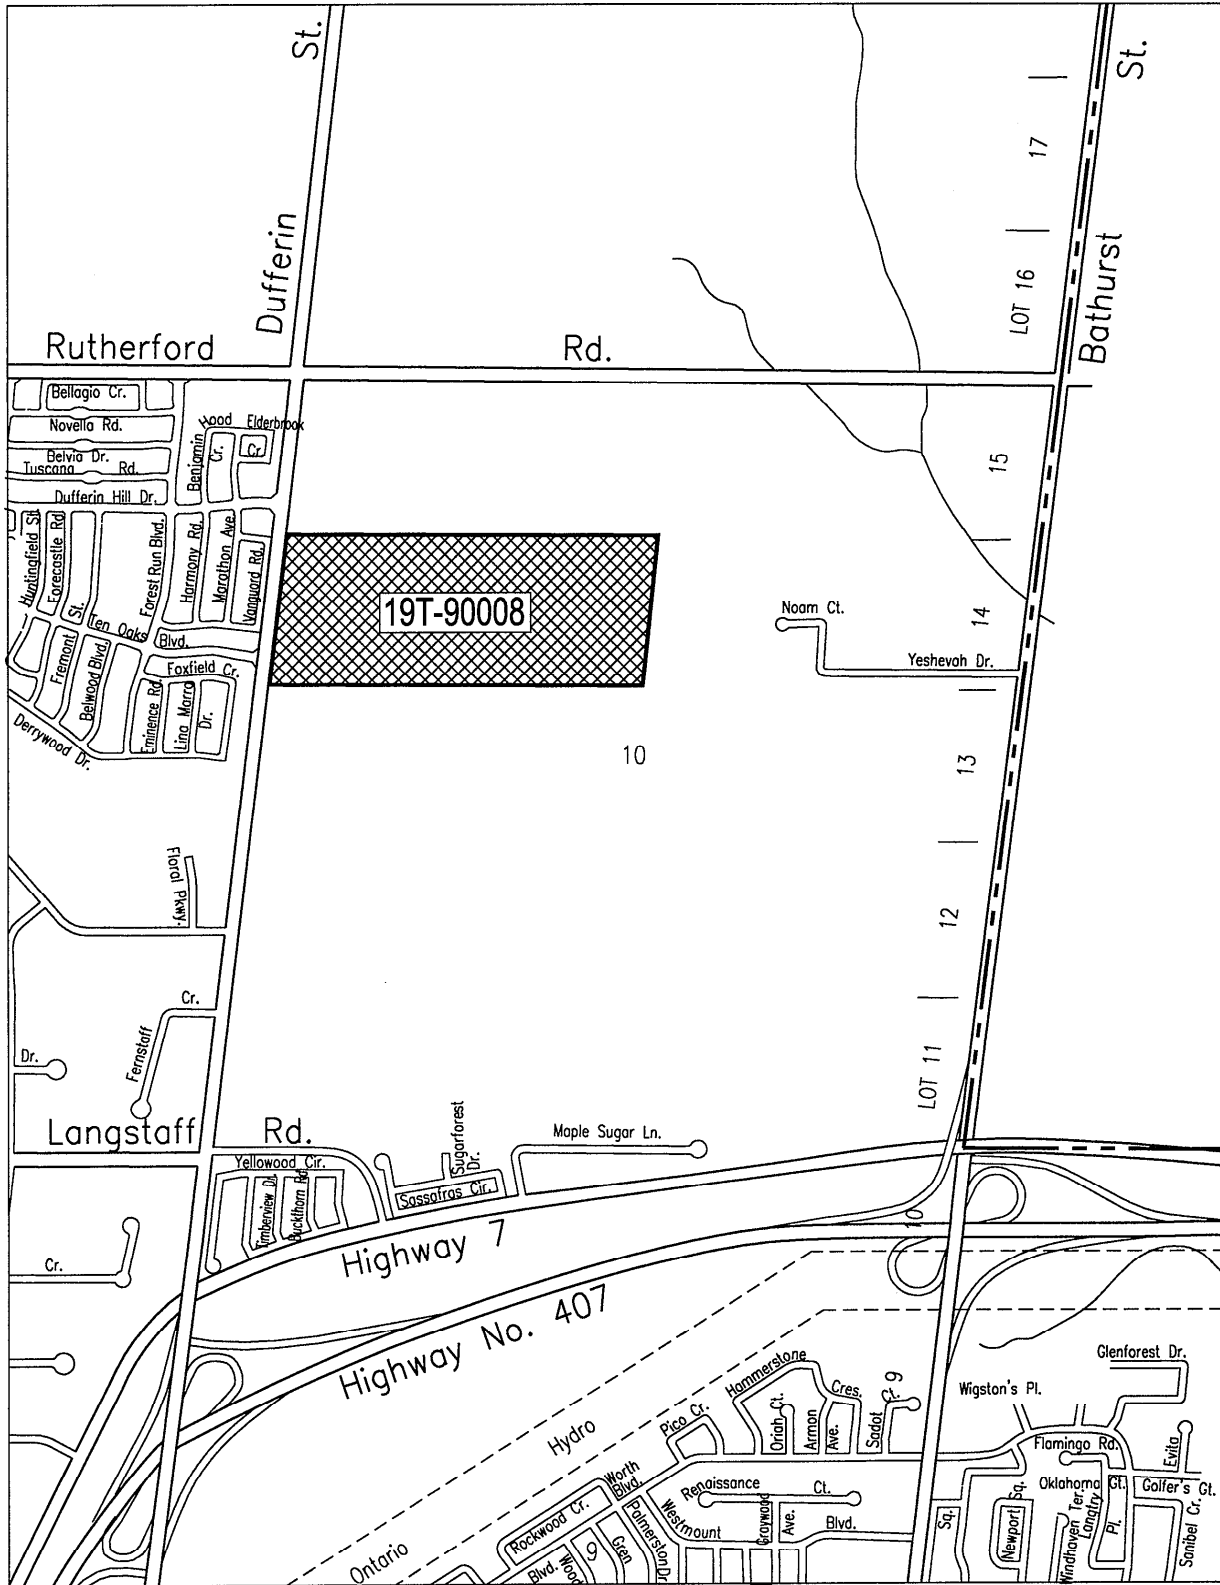 St.
St.
17
Dufferin
Bathurst
LOT 16
Rutherford
Rd.
Bellagio Cr.
Novella Rd.
Belvia Dr.
Tuscana Rd.
Dufferin Hill Dr.
Benjamin
Hood
Cr.
Elderbrook
Cr.
15
Huntingfield St.
Forecastle Rd.
Forest Run Blvd.
Harmony Rd.
Marathon Ave.
Vanguard Rd.
19T-90008
St.
Ten Oaks
Blvd.
Fremont
Belwood Blvd.
Foxfield Cr.
Eminence Rd.
Lina Marro
Dr.
Derrywood Dr.
Noam Ct.
14
Yeshevah Dr.
10
13
Floral Pkwy.
12
Cr.
Fernstaff
Dr.
LOT 11
Langstaff
Rd.
Sugarforest
Dr.
Maple Sugar Ln.
Yellowood Cir.
Timberview Dr.
Buckthorn Rd.
Sassafras Cir.
10
Highway 7
Cr.
Highway No. 407
Hammerstone
Cres.
Glenforest Dr.
Wigston's Pl.
Pico Cr.
Oriah Ct.
Armon
Ave.
Sadot
Ct.
9
Hydro
Flamingo Rd.
Evita
Worth
Blvd.
Renaissance
Ct.
Oklahoma
Gt.
Golfer's Gt.
Rockwood Cr.
Palmerston Dr.
Westmount
Graywood
Ave.
Blvd.
Sq.
Newport
Sq.
Windhaven Ter.
Langtry
Pl.
Sanibel Cr.
Ontario
Blvd.
Wood
9
Gren